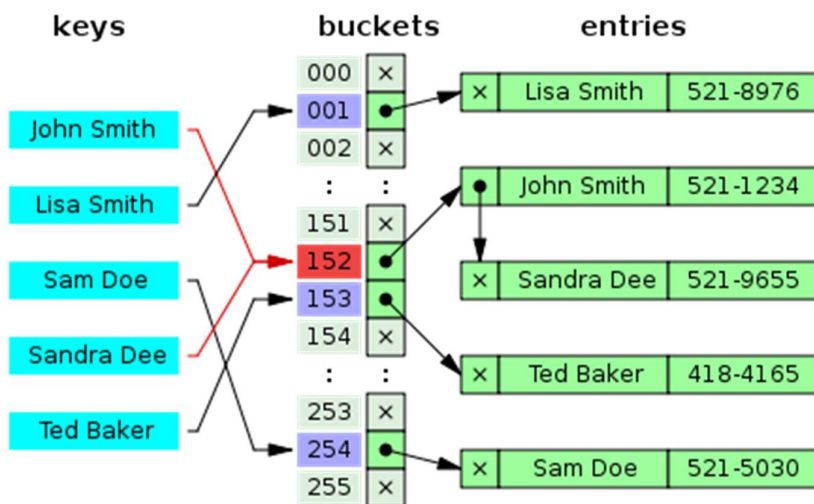 keys
buckets
entries
John Smith
Lisa Smith
Sam Doe
Sandra Dee
Ted Baker
000 ×
001
002 ×
: :
151 ×
152
153
154 ×
: :
253 ×
254
255 ×
× Lisa Smith 521-8976
John Smith 521-1234
× Sandra Dee 521-9655
× Ted Baker 418-4165
× Sam Doe 521-5030